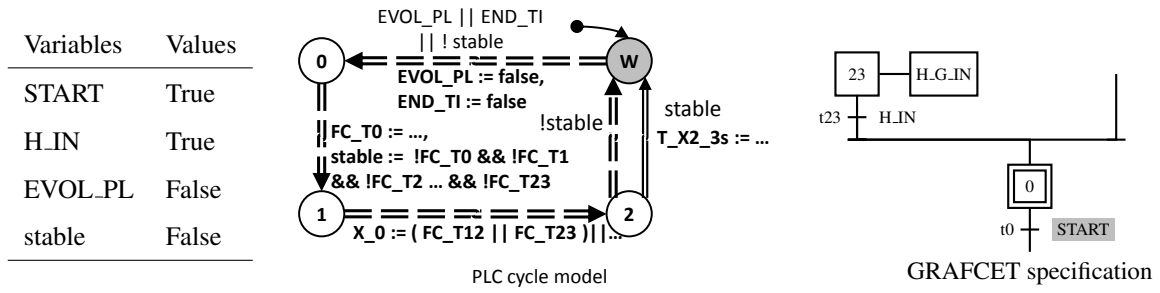 Variables Values
START True
H_IN True
EVOL_PL False
stable False
EVOL_PL || END_TI
|| ! stable
0
W
EVOL_PL := false,
END_TI := false
FC_T0 := ...,
stable := !FC_T0 && !FC_T1
&& !FC_T2 ... && !FC_T23
!stable
stable
T_X2_3s := ...
1
2
X_0 := ( FC_T12 || FC_T23 )||...
PLC cycle model
23
H_G_IN
t23
H_IN
0
t0
START
GRAFCET specification